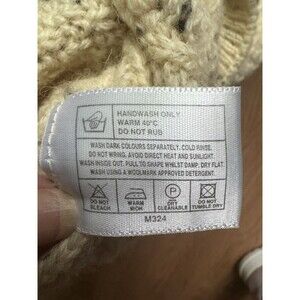 HANDWASH ONLY
WARM 40°C
DO NOT RUB
WASH DARK COLOURS SEPARATELY. COLD RINSE.
DO NOT WRING. AVOID DIRECT HEAT AND SUNLIGHT.
WASH INSIDE OUT. PULL TO SHAPE WHILST DAMP. DRY FLAT
WASH USING A WOOLMARK APPROVED DETERGENT.
P
DO NOT BLEACH
WARM IRON
DRY CLEANABLE
DO NOT TUMBLE DRY
M324